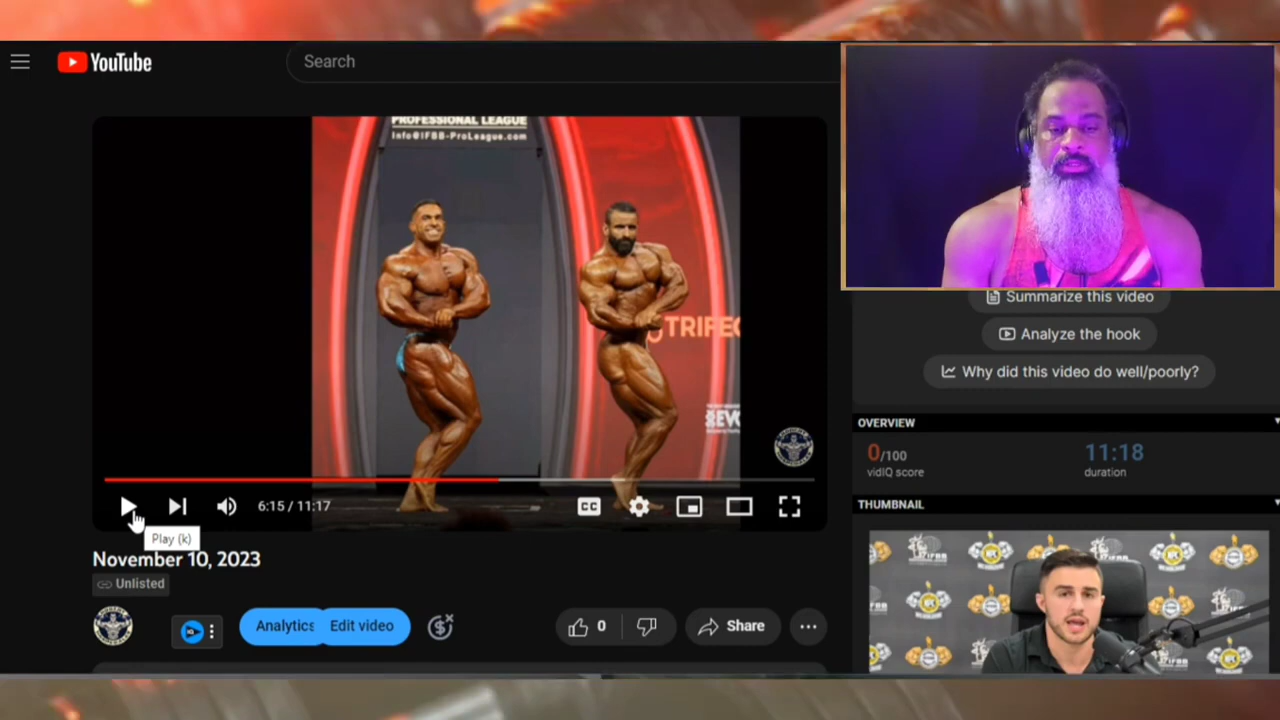 YouTube
Search
PROFESSIONAL LEAGUE
Info@IFBB-ProLeague.com
TRIFEC
EVO
6:15 / 11:17
CC
Play (k)
November 10, 2023
Unlisted
Analytics
Edit video
0
Share
Summarize this video
Analyze the hook
Why did this video do well/poorly?
OVERVIEW
0/100
vidIQ score
11:18
duration
THUMBNAIL